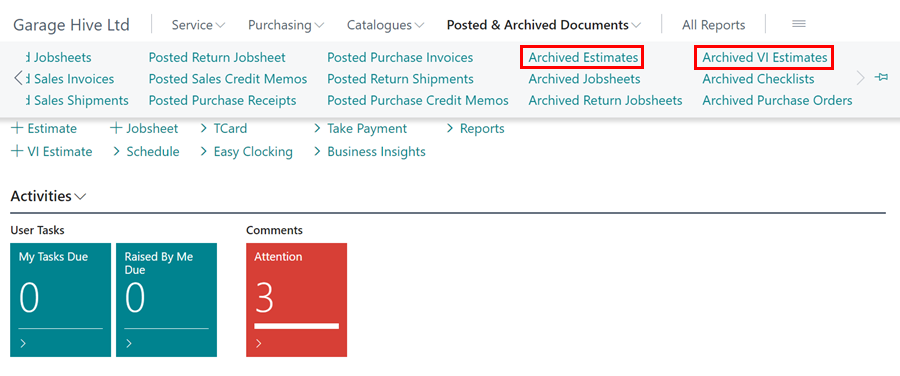 Garage Hive Ltd Service Purchasing Catalogues Posted & Archived Documents All Reports
d Jobsheets Posted Return Jobsheet Posted Purchase Invoices Archived Estimates Archived VI Estimates
d Sales Invoices Posted Sales Credit Memos Posted Return Shipments Archived Jobsheets Archived Checklists
d Sales Shipments Posted Purchase Receipts Posted Purchase Credit Memos Archived Return Jobsheets Archived Purchase Orders
+ Estimate + Jobsheet > TCard > Take Payment > Reports
+ VI Estimate > Schedule > Easy Clocking > Business Insights
Activities
User Tasks Comments
My Tasks Due Raised By Me Due Attention
0 0 3